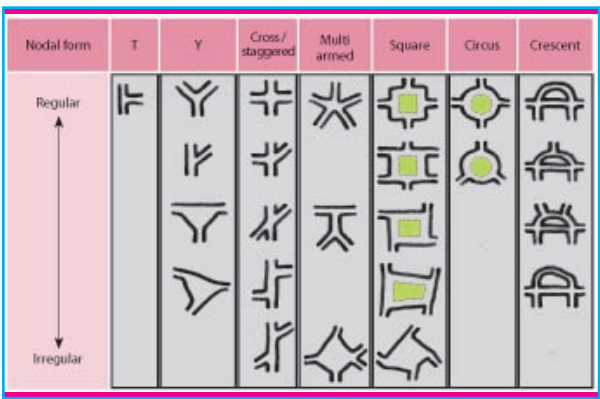 Nodal form
T
Y
Cross /
staggered
Multi
armed
Square
Circus
Crescent
Regular
Irregular